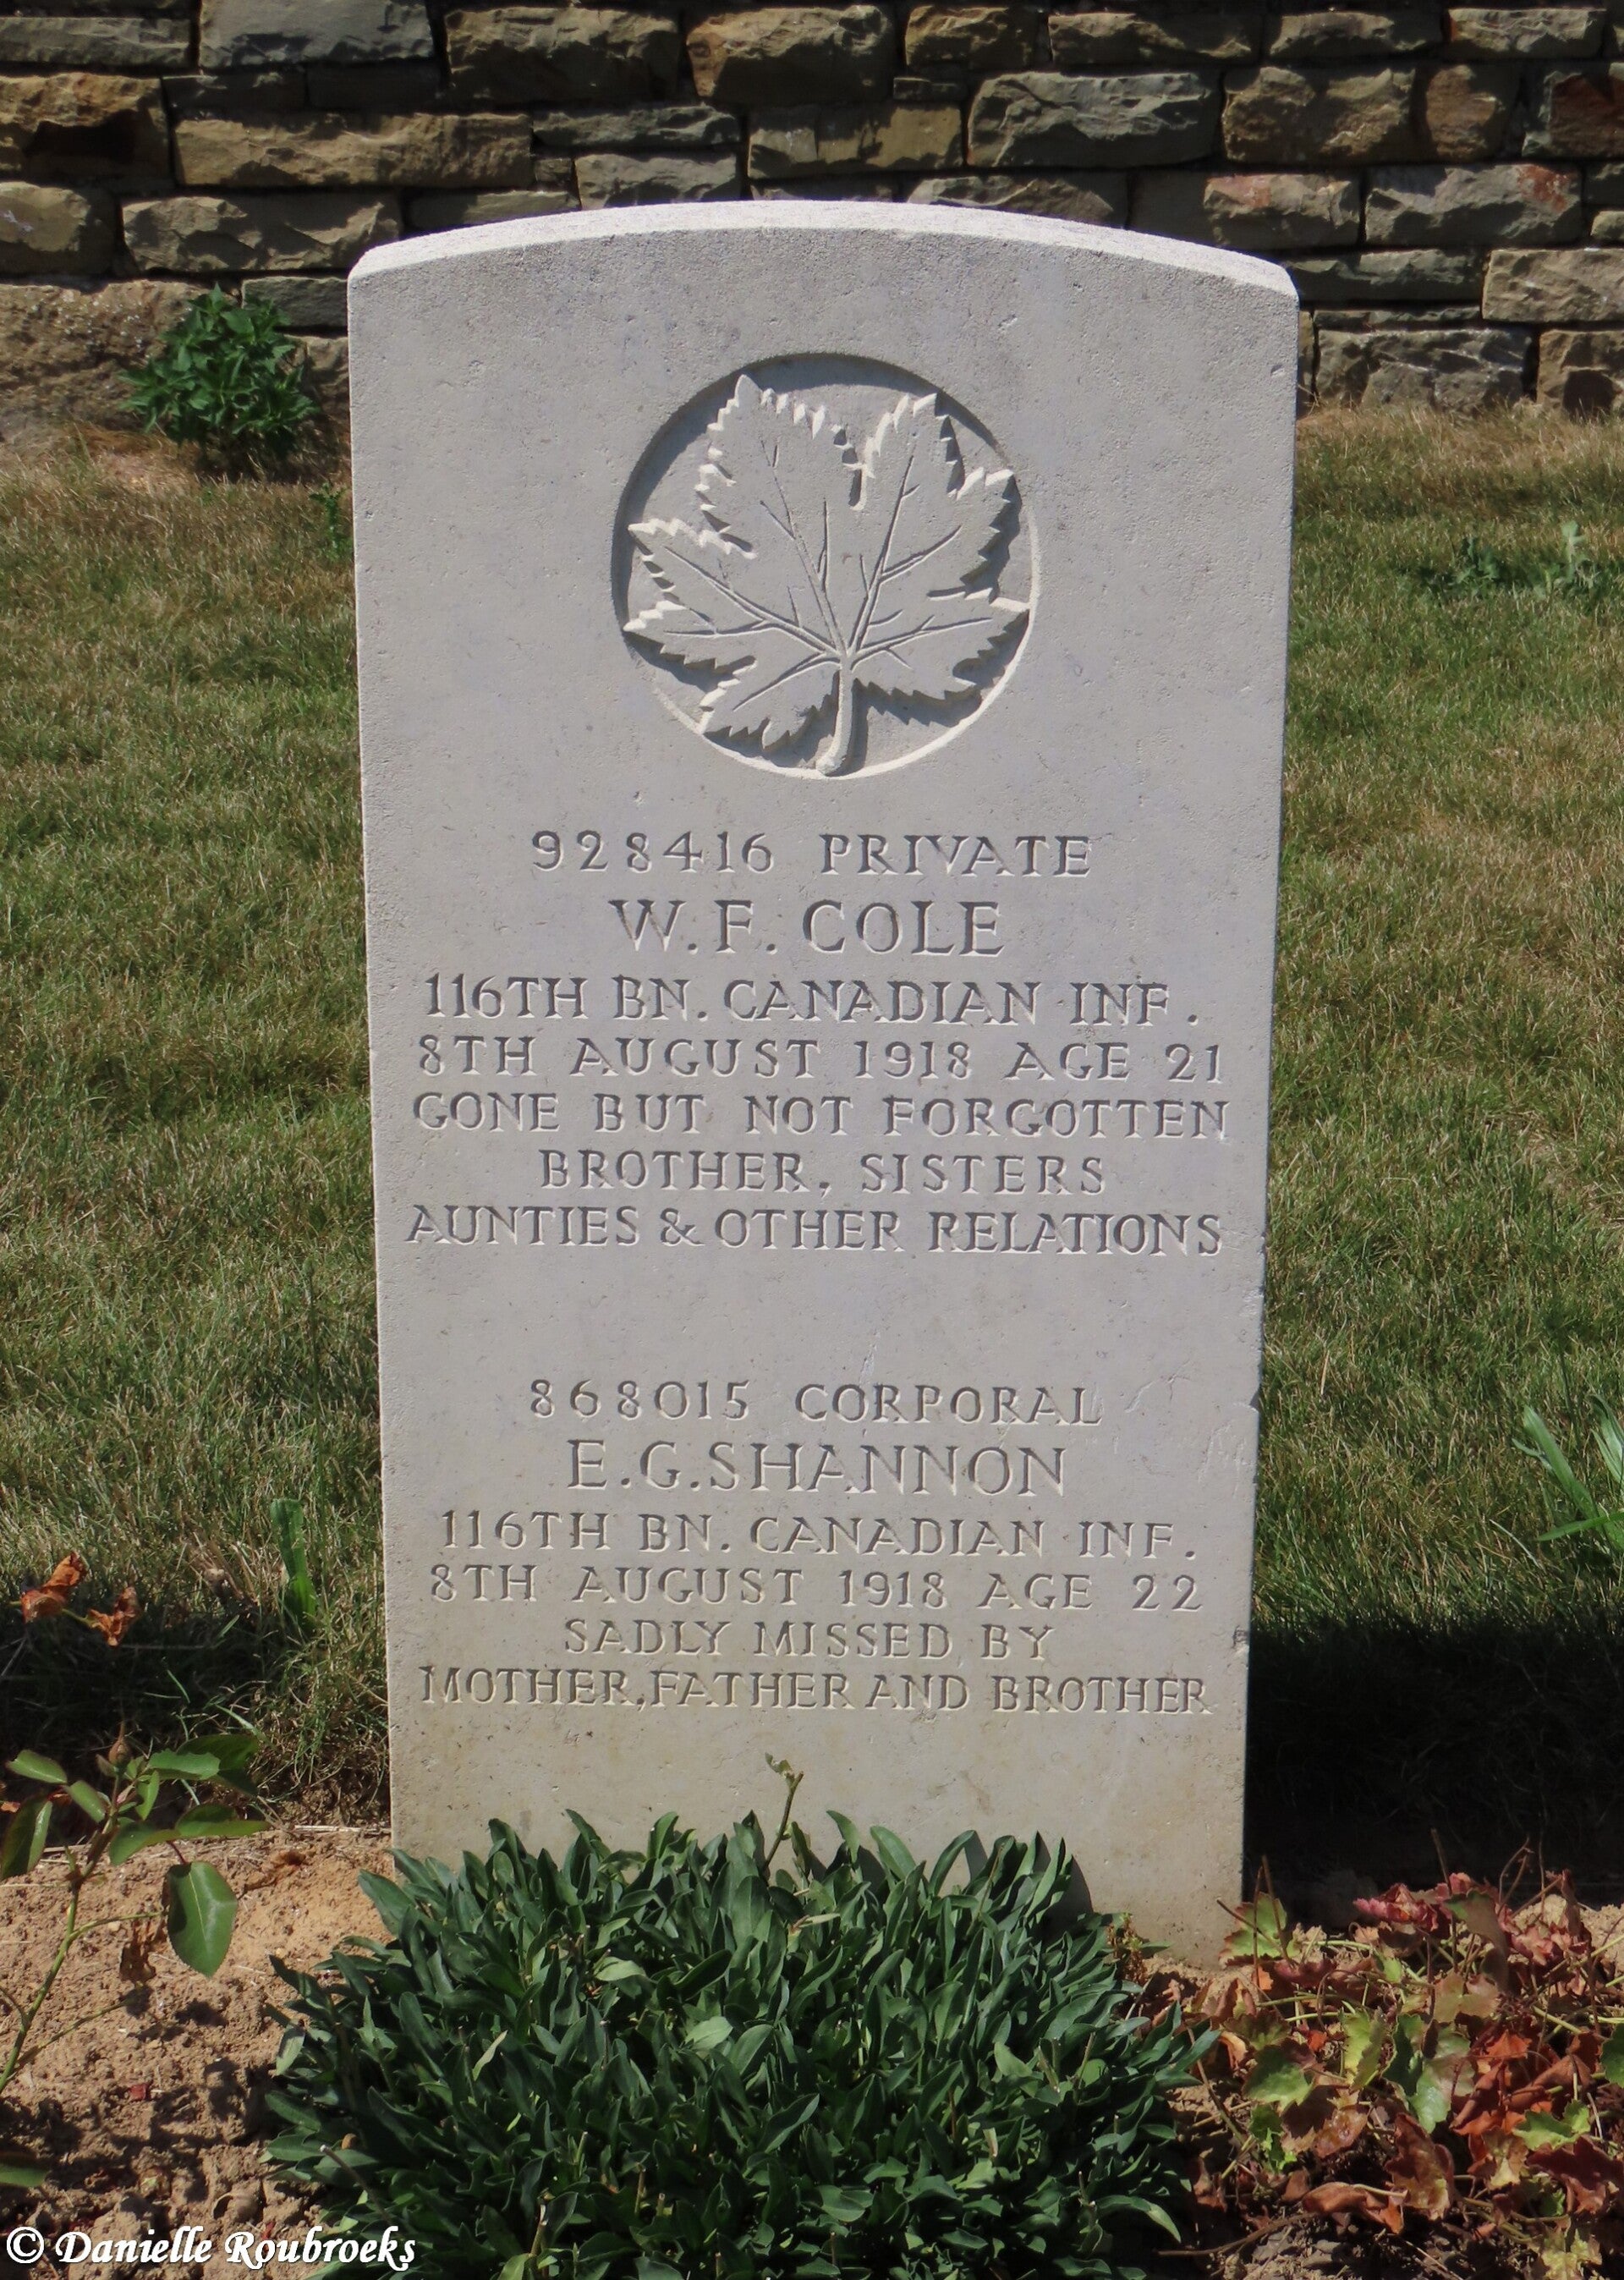 928416 PRIVATE
W. F. COLE
116TH BN. CANADIAN INF.
8TH AUGUST 1918 AGE 21
GONE BUT NOT FORGOTTEN
BROTHER, SISTERS
AUNTIES & OTHER RELATIONS
868015 CORPORAL
E. G. SHANNON
116TH BN. CANADIAN INF.
8TH AUGUST 1918 AGE 22
SADLY MISSED BY
MOTHER, FATHER AND BROTHER
© Danielle Roubroeks